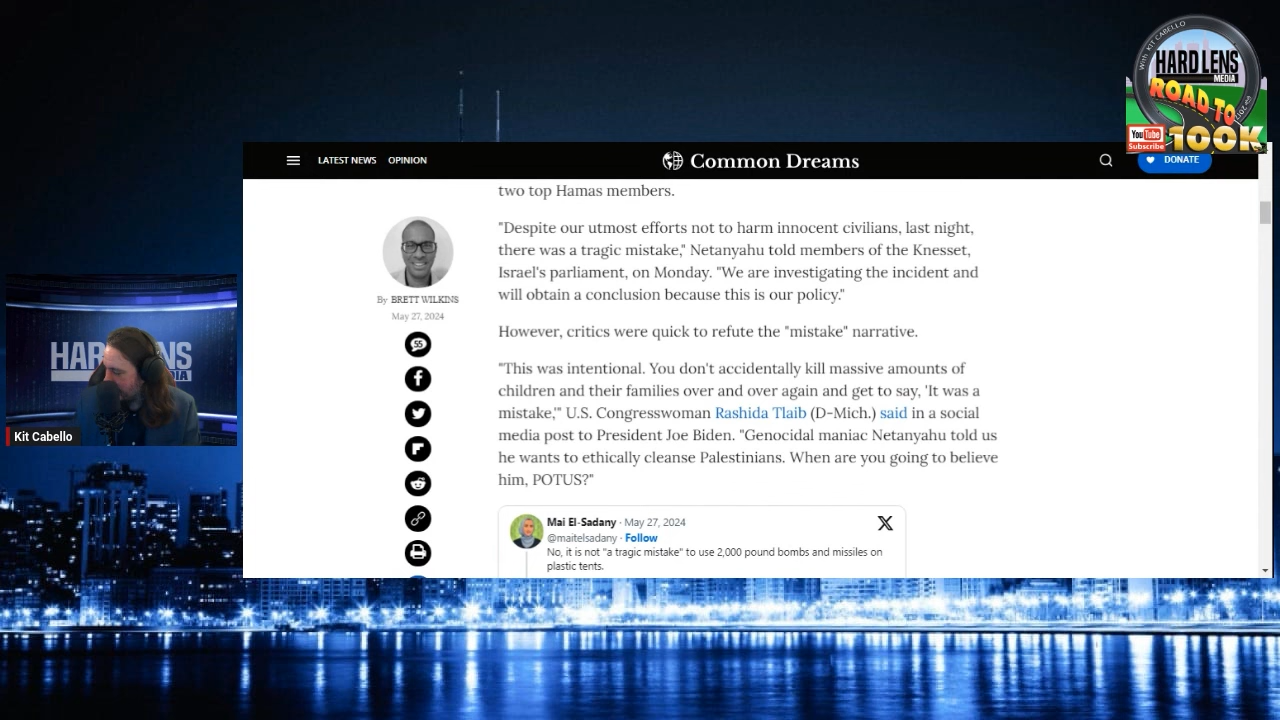 With KIT CABELLO
HARD LENS
MEDIA
ROAD TO
YouTube
Subscribe
100K
LATEST NEWS
OPINION
Common Dreams
DONATE
two top Hamas members.
"Despite our utmost efforts not to harm innocent civilians, last night,
there was a tragic mistake," Netanyahu told members of the Knesset,
Israel's parliament, on Monday. "We are investigating the incident and
will obtain a conclusion because this is our policy."
By BRETT WILKINS
May 27, 2024
However, critics were quick to refute the "mistake" narrative.
55
"This was intentional. You don't accidentally kill massive amounts of
children and their families over and over again and get to say, 'It was a
mistake,'" U.S. Congresswoman Rashida Tlaib (D-Mich.) said in a social
media post to President Joe Biden. "Genocidal maniac Netanyahu told us
he wants to ethically cleanse Palestinians. When are you going to believe
him, POTUS?"
Mai El-Sadany · May 27, 2024
@maitelsadany · Follow
No, it is not "a tragic mistake" to use 2,000 pound bombs and missiles on
plastic tents.
Kit Cabello